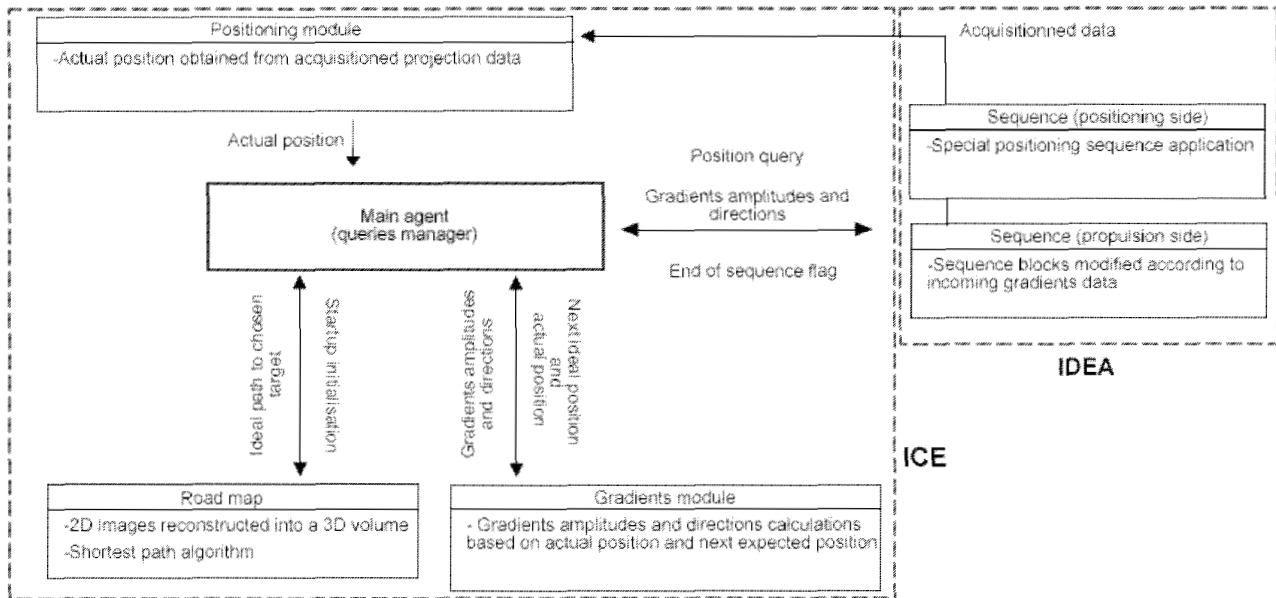 Positioning module
-Actual position obtained from acquisitioned projection data
Acquisitionned data
Actual position
Sequence (positioning side)
-Special positioning sequence application
Position query
Gradients amplitudes and
directions
End of sequence flag
Main agent
(queries manager)
Sequence (propulsion side)
-Sequence blocks modified according to
incoming gradients data
IDEA
Ideal path to chosen
target
Startup initialisation
Gradients amplitudes
and directions
Next ideal position
and
actual position
ICE
Road map
-2D images reconstructed into a 3D volume
-Shortest path algorithm
Gradients module
- Gradients amplitudes and directions calculations
based on actual position and next expected position